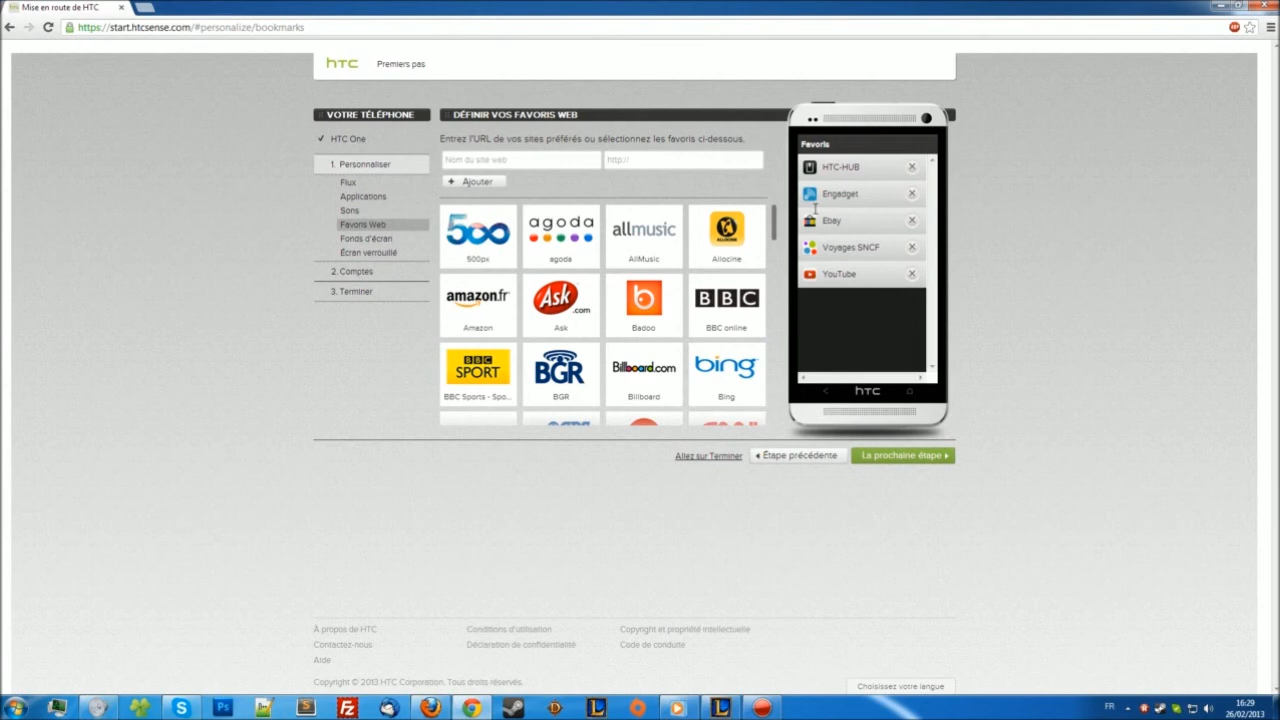 Mise en route de HTC
https://start.htcsense.com/#personalize/bookmarks
hTC
Premiers pas
VOTRE TÉLÉPHONE
HTC One
1. Personnaliser
Flux
Applications
Sons
Favoris Web
Fonds d'écran
Écran verrouillé
2. Comptes
3. Terminer
DÉFINIR VOS FAVORIS WEB
Entrez l'URL de vos sites préférés ou sélectionnez les favoris ci-dessous.
Nom du site web
http://
+ Ajouter
500
500px
agoda
agoda
allmusic
AllMusic
ALLOCINE
Allocine
amazon.fr
Amazon
Ask.com
Ask
b
Badoo
BBC
BBC online
BBC SPORT
BBC Sports - Spo...
BGR
BGR
Billboard.com
Billboard
bing
Bing
Favoris
HTC-HUB
Engadget
Ebay
Voyages SNCF
YouTube
hTC
Allez sur Terminer
Étape précédente
La prochaine étape
À propos de HTC
Contactez-nous
Aide
Conditions d'utilisation
Déclaration de confidentialité
Copyright et propriété intellectuelle
Code de conduite
Copyright © 2013 HTC Corporation. Tous droits réservés.
Choisissez votre langue
FR
16:29
26/02/2013